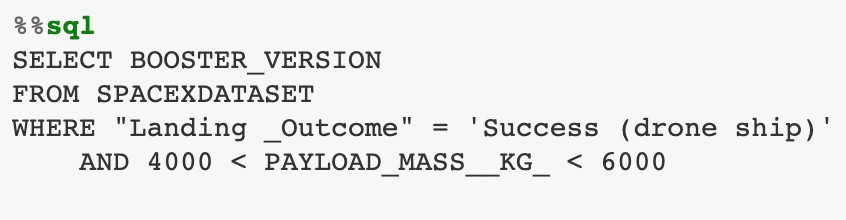 %%sql
SELECT BOOSTER_VERSION
FROM SPACEXDATASET
WHERE "Landing _Outcome" = 'Success (drone ship)'
    AND 4000 < PAYLOAD_MASS__KG_ < 6000